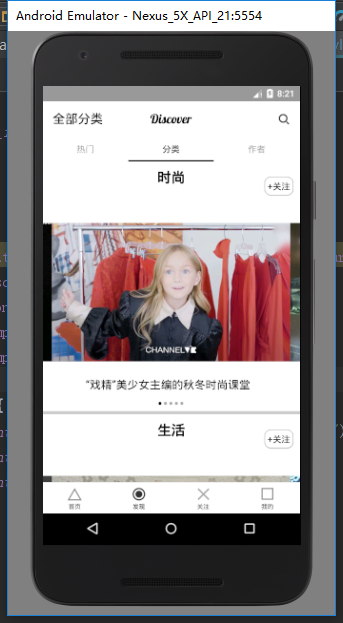 Android Emulator - Nexus_5X_API_21:5554
8:21
全部分类 Discover
热门 分类 作者
时尚
+关注
CHANNEL
“戏精”美少女主编的秋冬时尚课堂
生活
+关注
首页 发现 关注 我的